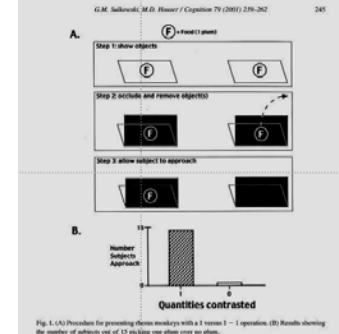 G.M. Sulkowski, M.D. Hauser / Cognition 79 (2001) 239–262 245
A.
F = Food (1 plum)
Step 1: show objects
F F
Step 2: occlude and remove object(s)
F F
Step 3: allow subject to approach
F
B.
15
Number
Subjects
Approach
0
1 0
Quantities contrasted
Fig. 1. (A) Procedure for presenting rhesus monkeys with a 1 versus 1 − 1 operation. (B) Results showing
the number of subjects out of 15 picking one plum over no plum.